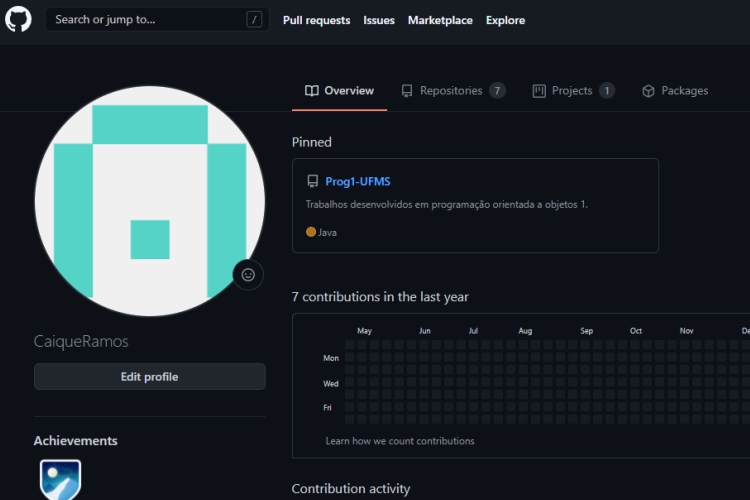 Search or jump to... /
Pull requests Issues Marketplace Explore
Overview Repositories 7 Projects 1 Packages
Pinned
Prog1-UFMS
Trabalhos desenvolvidos em programação orientada a objetos 1.
Java
7 contributions in the last year
May Jun Jul Aug Sep Oct Nov De
Mon
Wed
Fri
Learn how we count contributions
CaiqueRamos
Edit profile
Achievements
Contribution activity